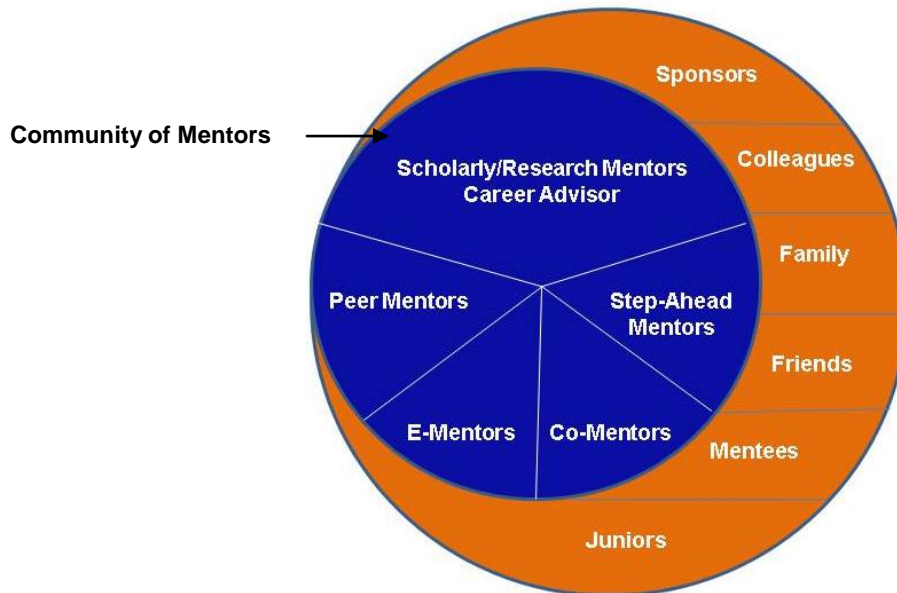 Community of Mentors
Sponsors
Colleagues
Family
Friends
Mentees
Juniors
Scholarly/Research Mentors
Career Advisor
Peer Mentors
Step-Ahead
Mentors
E-Mentors
Co-Mentors